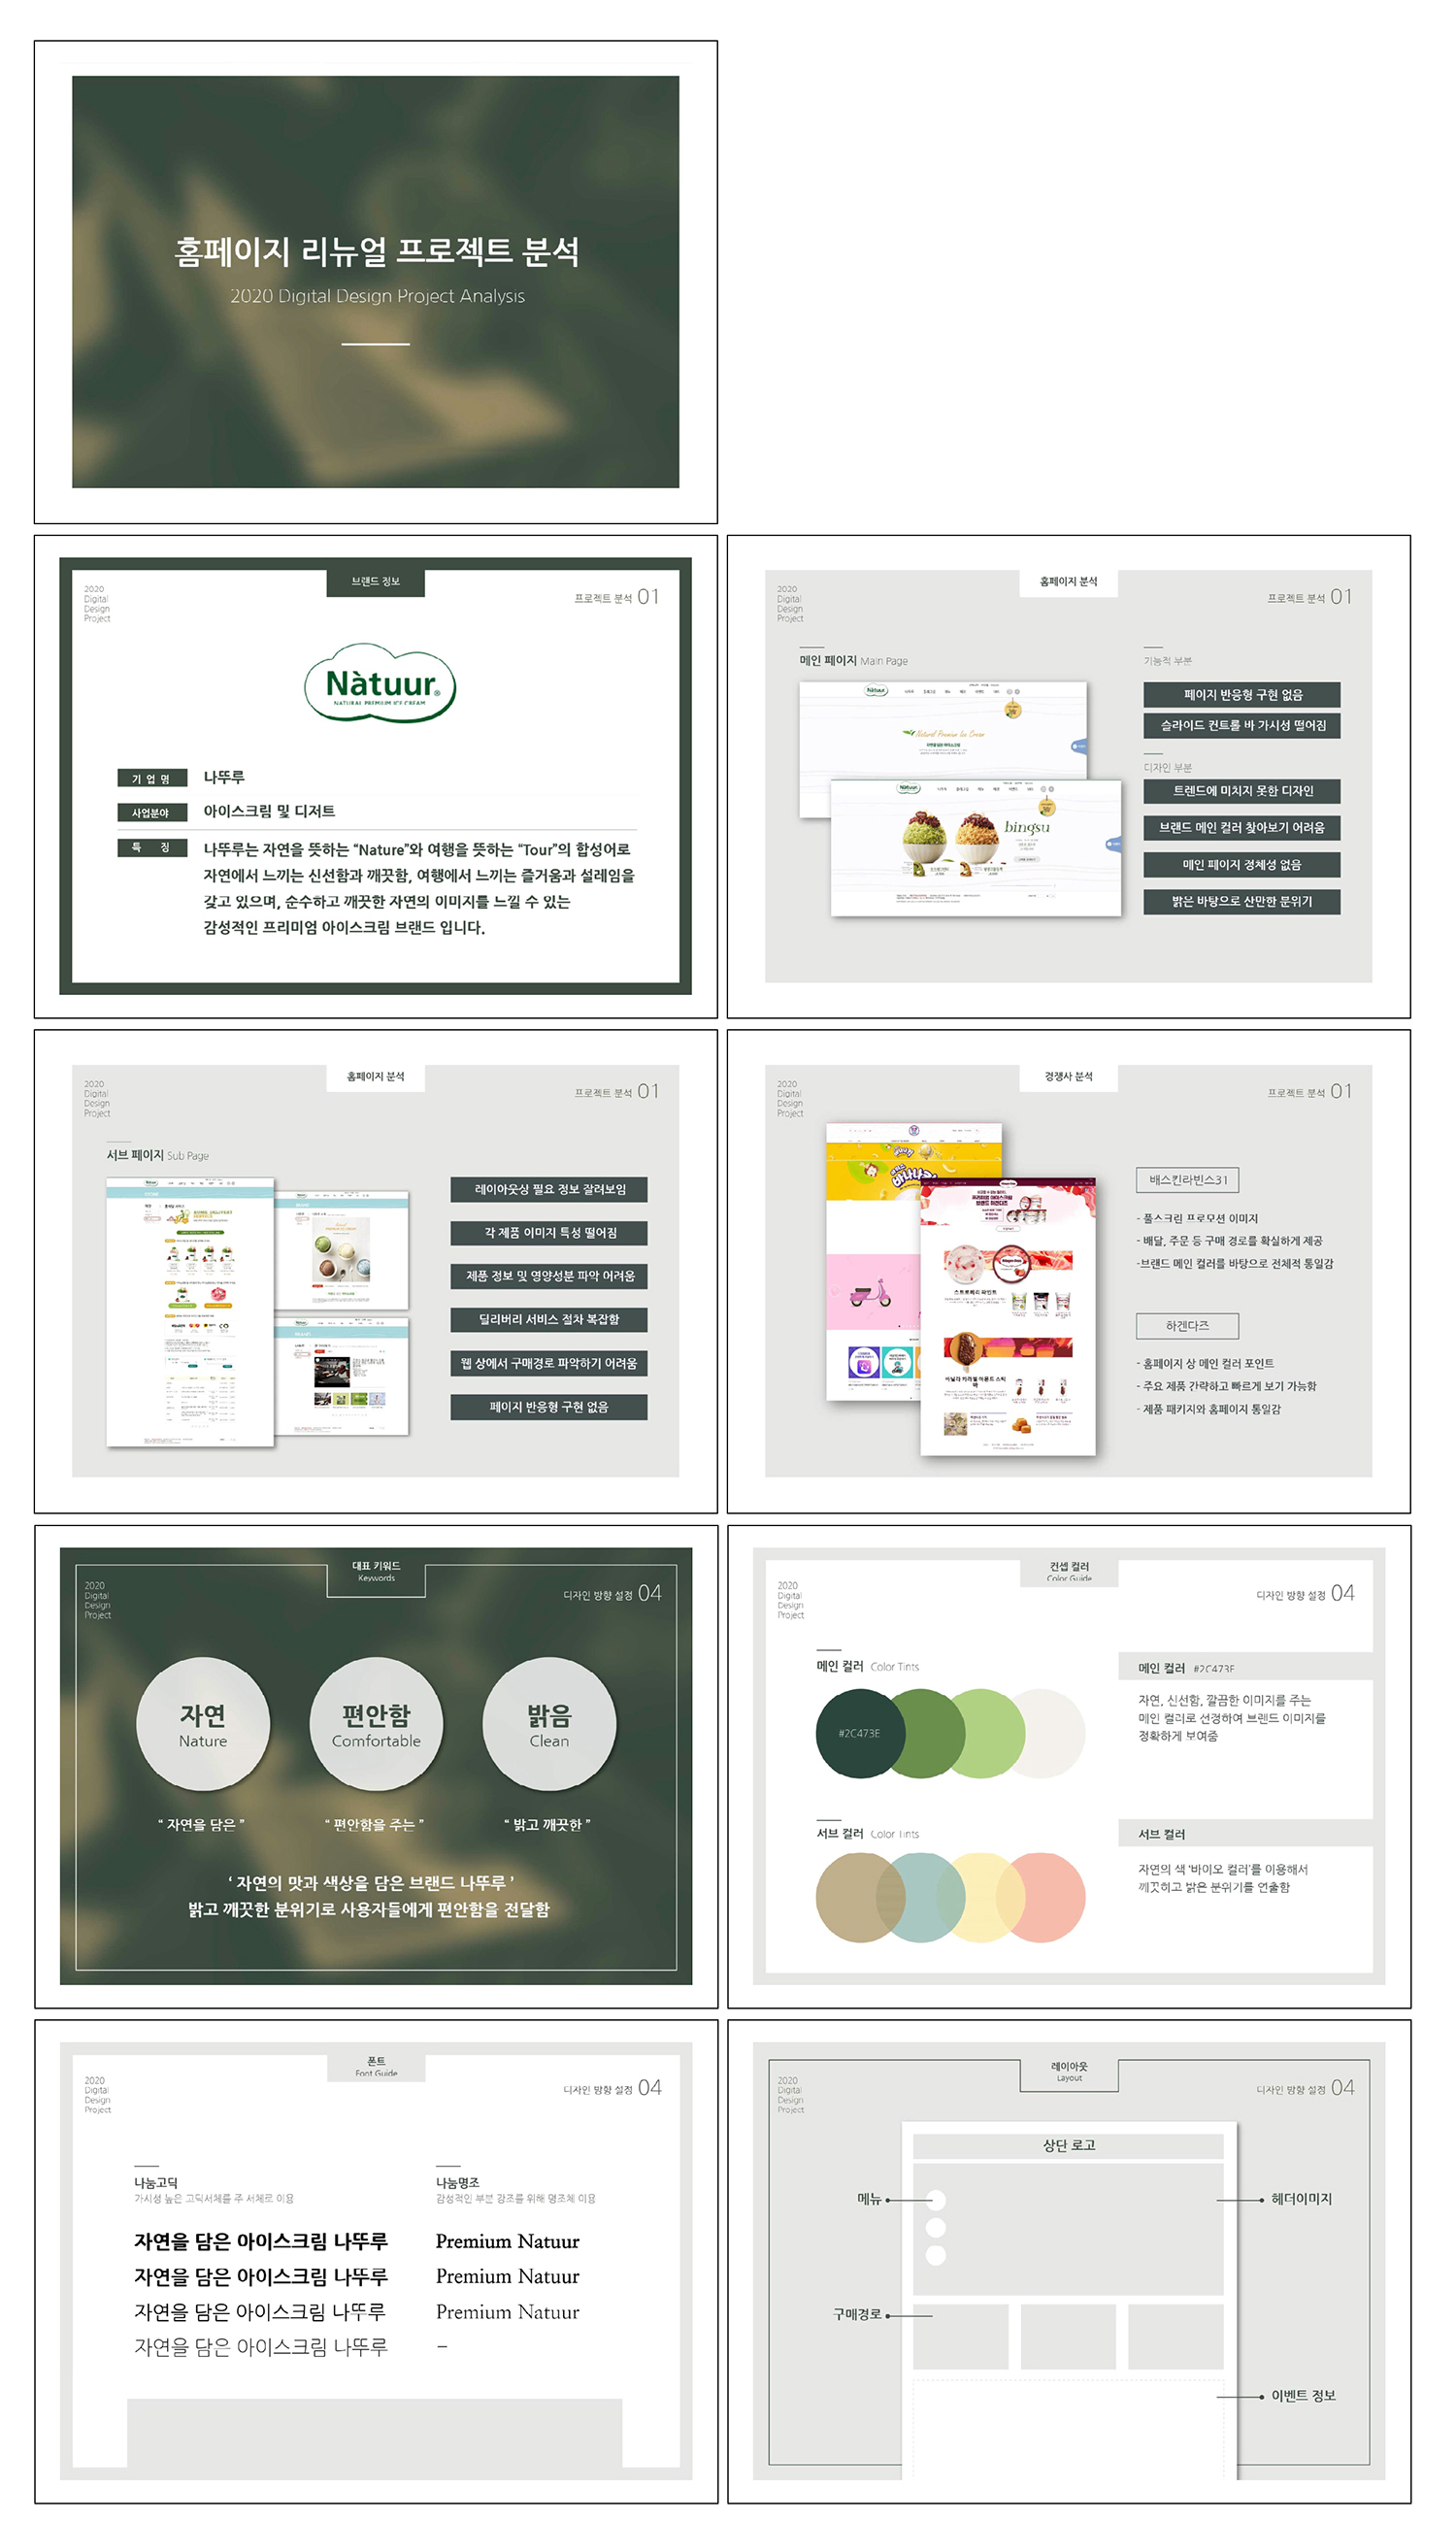 홈페이지 리뉴얼 프로젝트 분석
2020 Digital Design Project Analysis
2020
Digital
Design
Project
브랜드 정보
프로젝트 분석 01
Nàtuur®
NATURAL PREMIUM ICE CREAM
기 업 명 나뚜루
사업분야 아이스크림 및 디저트
특 징 나뚜루는 자연을 뜻하는 “Nature”와 여행을 뜻하는 “Tour”의 합성어로
자연에서 느끼는 신선함과 깨끗함, 여행에서 느끼는 즐거움과 설레임을
갖고 있으며, 순수하고 깨끗한 자연의 이미지를 느낄 수 있는
감성적인 프리미엄 아이스크림 브랜드 입니다.
2020
Digital
Design
Project
홈페이지 분석
프로젝트 분석 01
메인 페이지 Main Page
Nàtuur
Natural Premium Ice Cream
Nàtuur
bingsu
기능적 부분
페이지 반응형 구현 없음
슬라이드 컨트롤 바 가시성 떨어짐
디자인 부분
트렌드에 미치지 못한 디자인
브랜드 메인 컬러 찾아보기 어려움
메인 페이지 정체성 없음
밝은 바탕으로 산만한 분위기
2020
Digital
Design
Project
홈페이지 분석
프로젝트 분석 01
서브 페이지 Sub Page
HOME DELIVERY
SERVICE
레이아웃상 필요 정보 잘려보임
각 제품 이미지 특성 떨어짐
제품 정보 및 영양성분 파악 어려움
딜리버리 서비스 절차 복잡함
웹 상에서 구매경로 파악하기 어려움
페이지 반응형 구현 없음
2020
Digital
Design
Project
경쟁사 분석
프로젝트 분석 01
스트로베리 파인트
바닐라 카라멜 아몬드 스틱
바
배스킨라빈스31
- 풀스크린 프로모션 이미지
- 배달, 주문 등 구매 경로를 확실하게 제공
-브랜드 메인 컬러를 바탕으로 전체적 통일감
하겐다즈
- 홈페이지 상 메인 컬러 포인트
- 주요 제품 간략하고 빠르게 보기 가능함
- 제품 패키지와 홈페이지 통일감
2020
Digital
Design
Project
대표 키워드
Keywords
디자인 방향 설정 04
자연
Nature
편안함
Comfortable
밝음
Clean
“ 자연을 담은 ”
“ 편안함을 주는 ”
“ 밝고 깨끗한 ”
‘ 자연의 맛과 색상을 담은 브랜드 나뚜루 ’
밝고 깨끗한 분위기로 사용자들에게 편안함을 전달함
2020
Digital
Design
Project
컨셉 컬러
Color Guide
디자인 방향 설정 04
메인 컬러 Color Tints
#2C473E
메인 컬러 #2C473E
자연, 신선함, 깔끔한 이미지를 주는
메인 컬러로 선정하여 브랜드 이미지를
정확하게 보여줌
서브 컬러 Color Tints
서브 컬러
자연의 색 ‘바이오 컬러’를 이용해서
깨끗하고 밝은 분위기를 연출함
2020
Digital
Design
Project
폰트
Font Guide
디자인 방향 설정 04
나눔고딕
가시성 높은 고딕서체를 주 서체로 이용
자연을 담은 아이스크림 나뚜루
자연을 담은 아이스크림 나뚜루
자연을 담은 아이스크림 나뚜루
자연을 담은 아이스크림 나뚜루
나눔명조
감성적인 부분 강조를 위해 명조체 이용
Premium Natuur
Premium Natuur
Premium Natuur
–
2020
Digital
Design
Project
레이아웃
Layout
디자인 방향 설정 04
상단 로고
메뉴
헤더이미지
구매경로
이벤트 정보